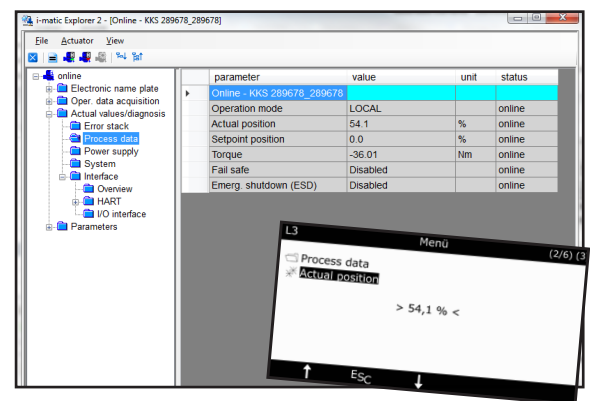 i-matic Explorer 2 - [Online - KKS 289678_289678]
File Actuator View
online
Electronic name plate
Oper. data acquisition
Actual values/diagnosis
Error stack
Process data
Power supply
System
Interface
Overview
HART
I/O interface
Parameters
parameter value unit status
Online - KKS 289678_289678
Operation mode LOCAL online
Actual position 54.1 % online
Setpoint position 0.0 % online
Torque -36.01 Nm online
Fail safe Disabled online
Emerg. shutdown (ESD) Disabled online
L3 Menü (2/6) (3
Process data
Actual position
> 54,1 % <
ESC